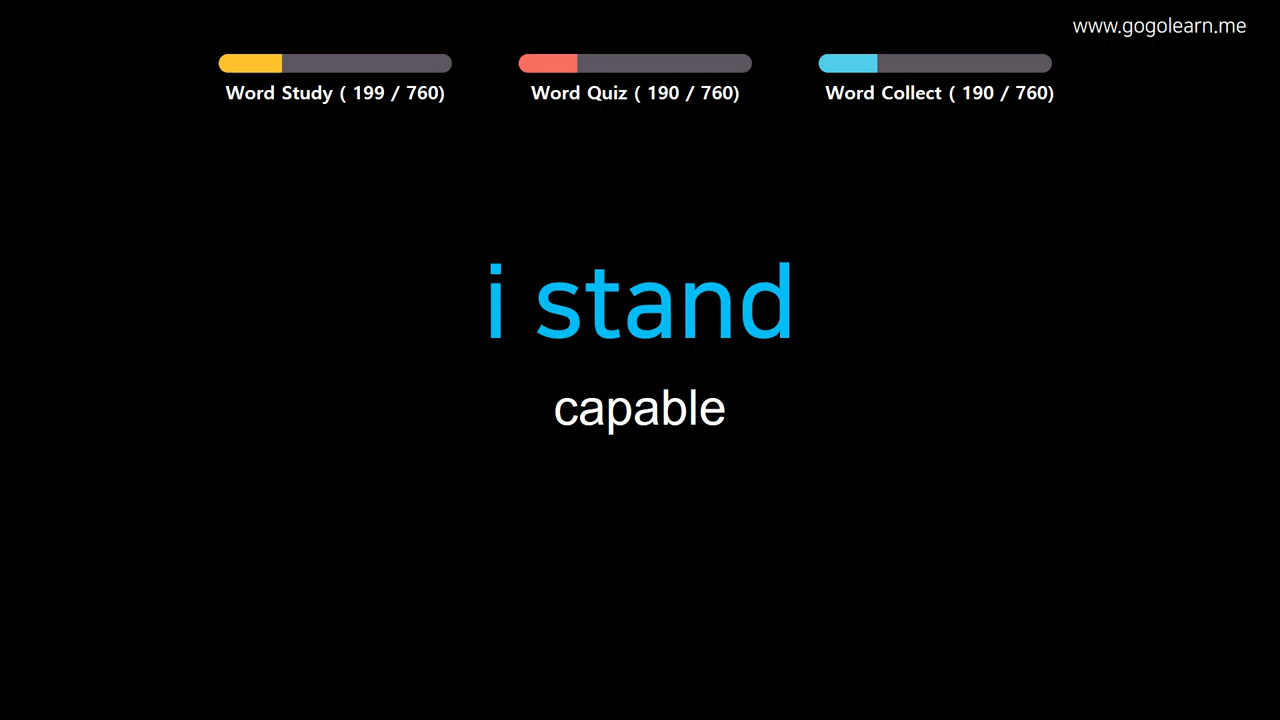 www.gogolearn.me
Word Study ( 199 / 760)
Word Quiz ( 190 / 760)
Word Collect ( 190 / 760)
i stand
capable